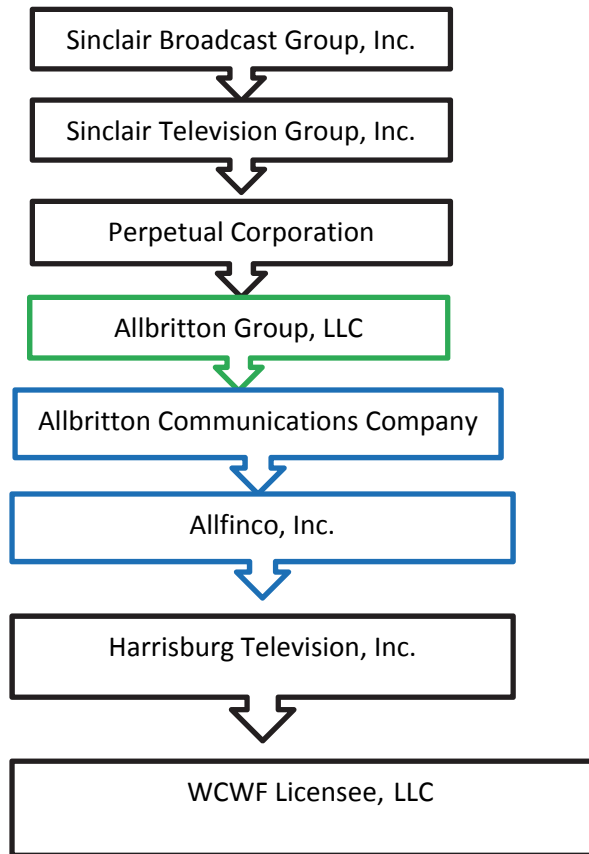 Sinclair Broadcast Group, Inc.
Sinclair Television Group, Inc.
Perpetual Corporation
Allbritton Group, LLC
Allbritton Communications Company
Allfinco, Inc.
Harrisburg Television, Inc.
WCWF Licensee, LLC